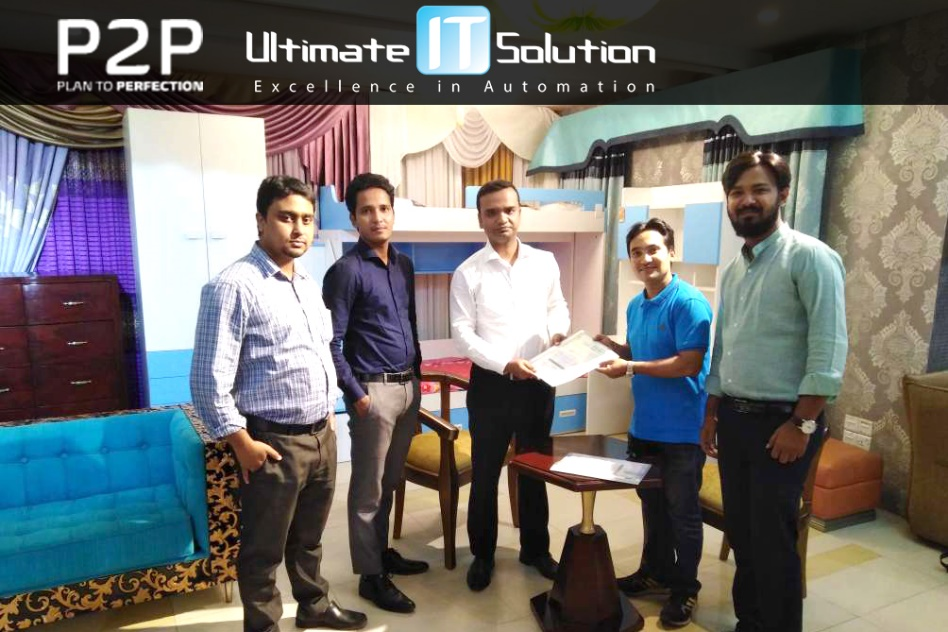 P2P
PLAN TO PERFECTION
Ultimate IT Solution
Excellence in Automation